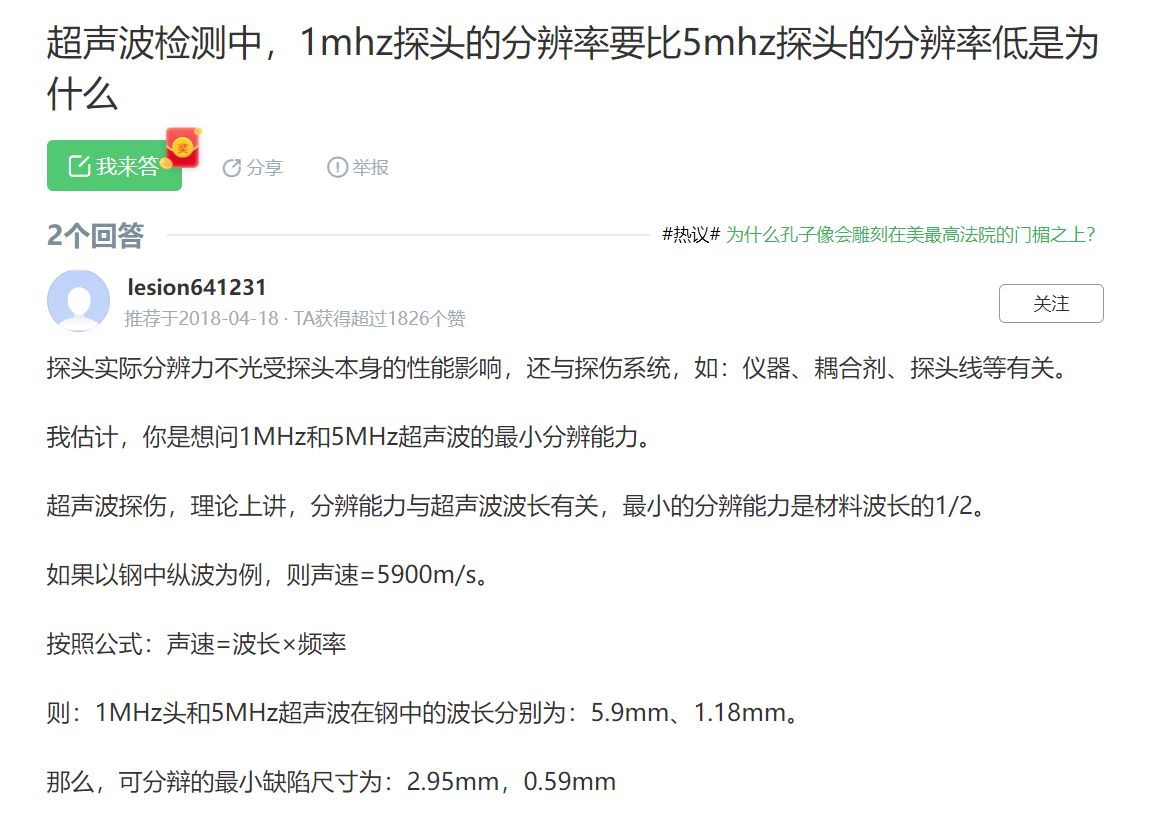 超声波检测中，1mhz探头的分辨率要比5mhz探头的分辨率低是为
什么
我来答
奖
分享
举报
2个回答
#热议# 为什么孔子像会雕刻在美最高法院的门楣之上？
lesion641231
推荐于2018-04-18 · TA获得超过1826个赞
关注
探头实际分辨力不光受探头本身的性能影响，还与探伤系统，如：仪器、耦合剂、探头线等有关。
我估计，你是想问1MHz和5MHz超声波的最小分辨能力。
超声波探伤，理论上讲，分辨能力与超声波波长有关，最小的分辨能力是材料波长的1/2。
如果以钢中纵波为例，则声速=5900m/s。
按照公式：声速=波长×频率
则：1MHz头和5MHz超声波在钢中的波长分别为：5.9mm、1.18mm。
那么，可分辩的最小缺陷尺寸为：2.95mm，0.59mm